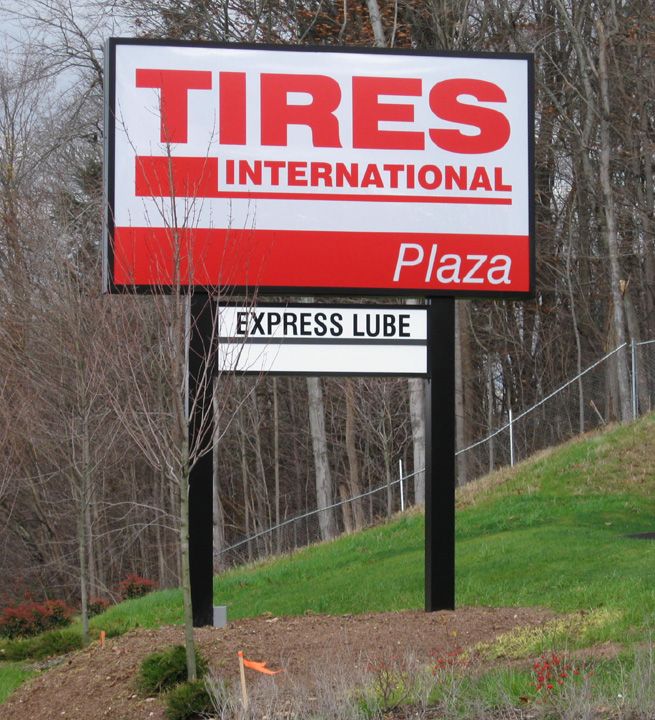 TIRES
INTERNATIONAL
Plaza
EXPRESS LUBE